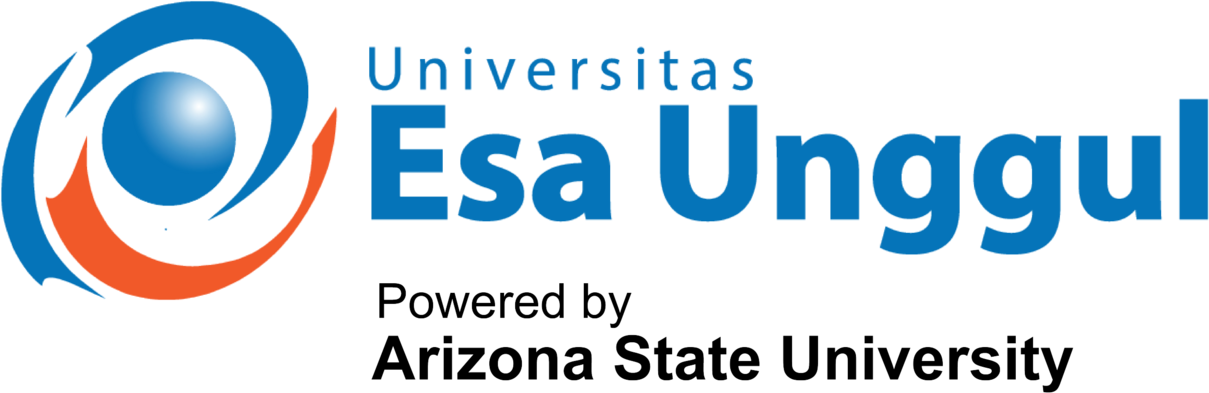 Universitas
Esa Unggul
Powered by
Arizona State University